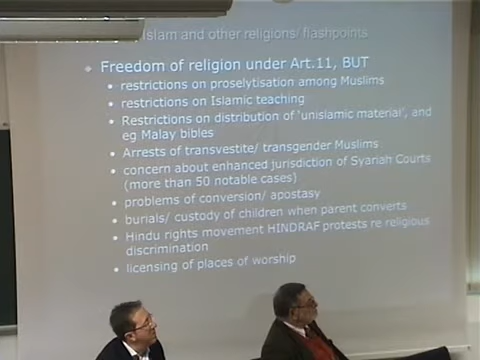 Islam and other religions/ flashpoints
Freedom of religion under Art.11, BUT
• restrictions on proselytisation among Muslims
• restrictions on Islamic teaching
• Restrictions on distribution of 'unislamic material', and
eg Malay bibles
• Arrests of transvestite/ transgender Muslims
• concern about enhanced jurisdiction of Syariah Courts
(more than 50 notable cases)
• problems of conversion/ apostasy
• burials/ custody of children when parent converts
• Hindu rights movement HINDRAF protests re religious
discrimination
• licensing of places of worship